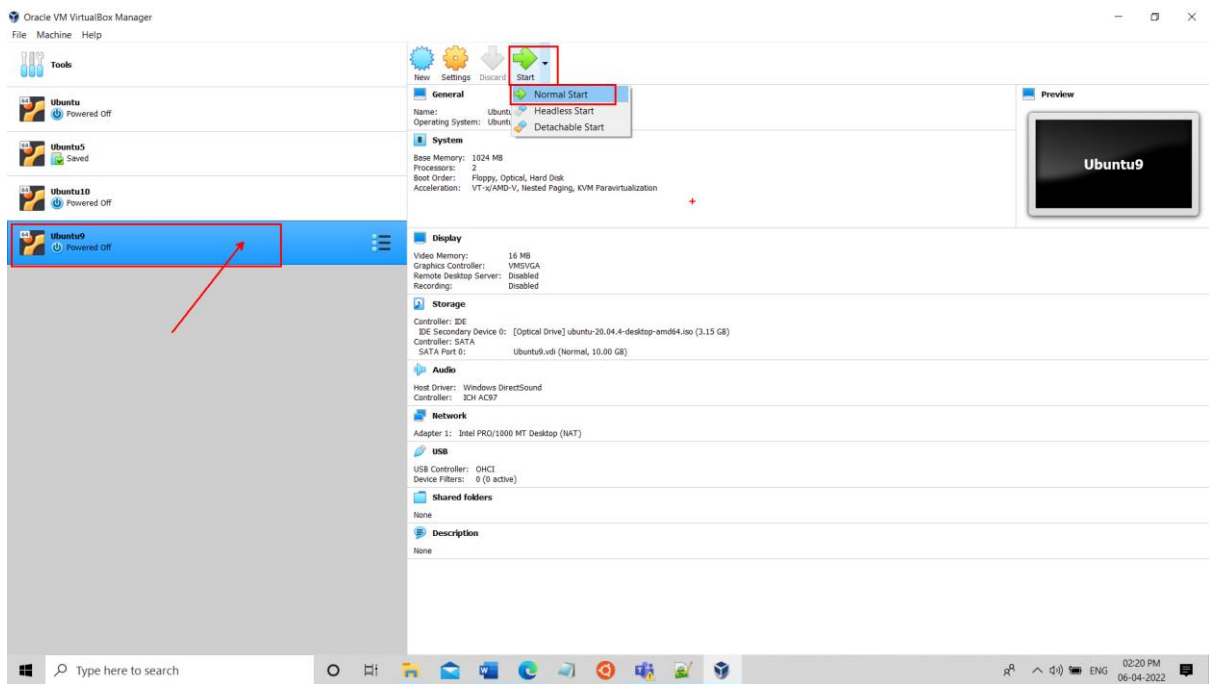 Oracle VM VirtualBox Manager
File Machine Help
Tools
Ubuntu
Powered Off
Ubuntu5
Saved
Ubuntu10
Powered Off
Ubuntu9
Powered Off
New Settings Discard Start
Normal Start
Headless Start
Detachable Start
General
Name: Ubunt
Operating System: Ubunt
System
Base Memory: 1024 MB
Processors: 2
Boot Order: Floppy, Optical, Hard Disk
Acceleration: VT-x/AMD-V, Nested Paging, KVM Paravirtualization
Preview
Ubuntu9
Display
Video Memory: 16 MB
Graphics Controller: VMSVGA
Remote Desktop Server: Disabled
Recording: Disabled
Storage
Controller: IDE
IDE Secondary Device 0: [Optical Drive] ubuntu-20.04.4-desktop-amd64.iso (3.15 GB)
Controller: SATA
SATA Port 0: Ubuntu9.vdi (Normal, 10.00 GB)
Audio
Host Driver: Windows DirectSound
Controller: ICH AC97
Network
Adapter 1: Intel PRO/1000 MT Desktop (NAT)
USB
USB Controller: OHCI
Device Filters: 0 (0 active)
Shared folders
None
Description
None
Type here to search
ENG
02:20 PM
06-04-2022